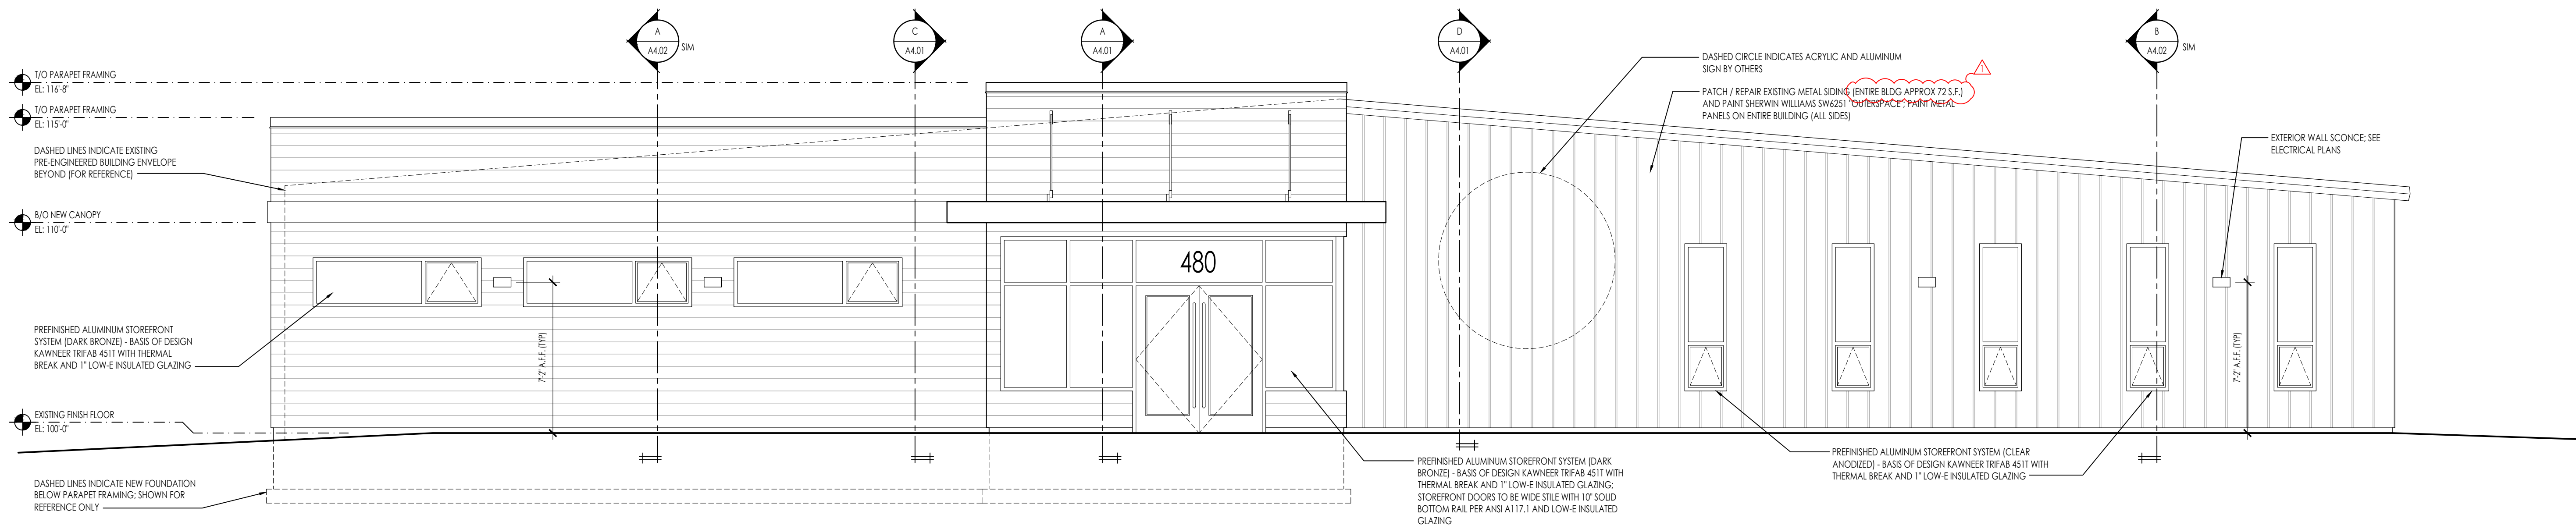 A
A4.02
SIM
C
A4.01
A
A4.01
D
A4.01
B
A4.02
SIM
T/O PARAPET FRAMING
EL: 116'-8"
T/O PARAPET FRAMING
EL: 115'-0"
DASHED LINES INDICATE EXISTING
PRE-ENGINEERED BUILDING ENVELOPE
BEYOND (FOR REFERENCE)
B/O NEW CANOPY
EL: 110'-0"
PREFINISHED ALUMINUM STOREFRONT
SYSTEM (DARK BRONZE) - BASIS OF DESIGN
KAWNEER TRIFAB 451T WITH THERMAL
BREAK AND 1" LOW-E INSULATED GLAZING
EXISTING FINISH FLOOR
EL: 100'-0"
DASHED LINES INDICATE NEW FOUNDATION
BELOW PARAPET FRAMING; SHOWN FOR
REFERENCE ONLY
7'-2" A.F.F. (TYP)
480
DASHED CIRCLE INDICATES ACRYLIC AND ALUMINUM
SIGN BY OTHERS
1
PATCH / REPAIR EXISTING METAL SIDING (ENTIRE BLDG APPROX 72 S.F.)
AND PAINT SHERWIN WILLIAMS SW6251 "OUTERSPACE"; PAINT METAL
PANELS ON ENTIRE BUILDING (ALL SIDES)
EXTERIOR WALL SCONCE; SEE
ELECTRICAL PLANS
7'-2" A.F.F. (TYP)
PREFINISHED ALUMINUM STOREFRONT SYSTEM (DARK
BRONZE) - BASIS OF DESIGN KAWNEER TRIFAB 451T WITH
THERMAL BREAK AND 1" LOW-E INSULATED GLAZING;
STOREFRONT DOORS TO BE WIDE STILE WITH 10" SOLID
BOTTOM RAIL PER ANSI A117.1 AND LOW-E INSULATED
GLAZING
PREFINISHED ALUMINUM STOREFRONT SYSTEM (CLEAR
ANODIZED) - BASIS OF DESIGN KAWNEER TRIFAB 451T WITH
THERMAL BREAK AND 1" LOW-E INSULATED GLAZING